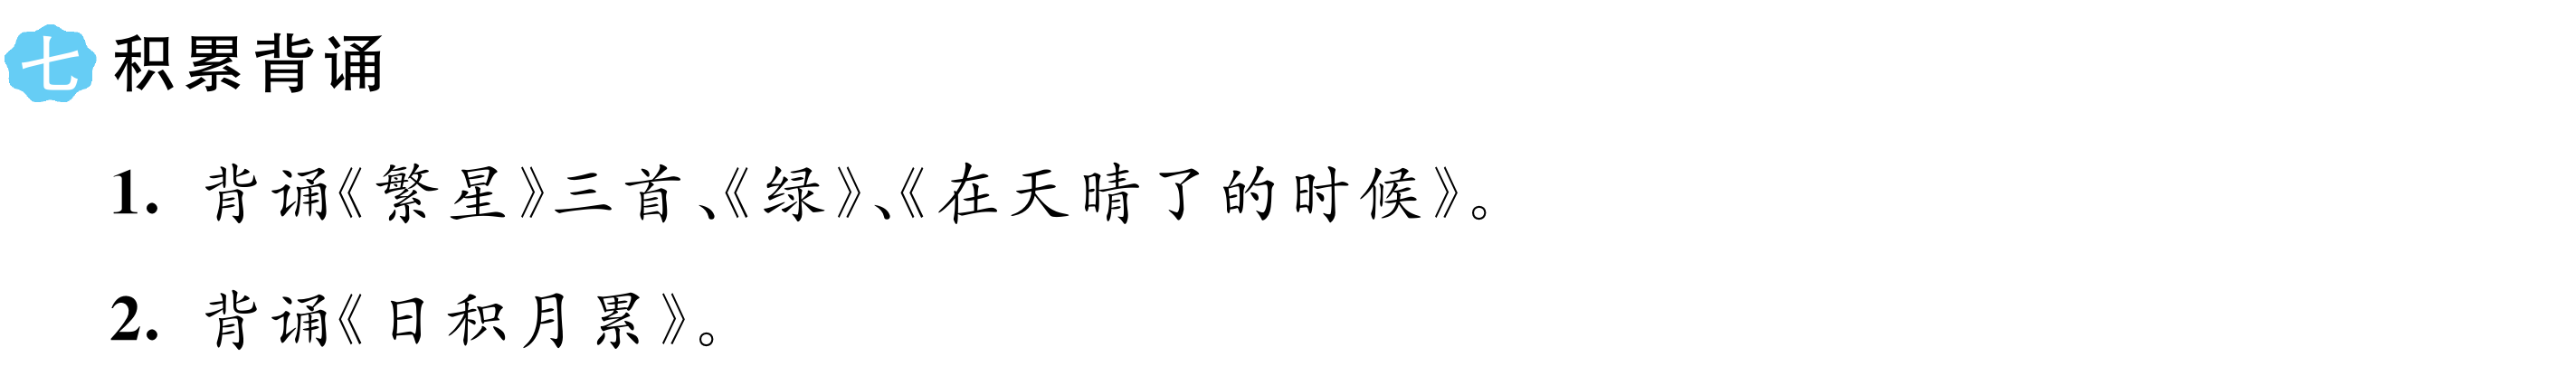 七 积累背诵
1. 背诵《繁星》三首、《绿》、《在天晴了的时候》。
2. 背诵《日积月累》。